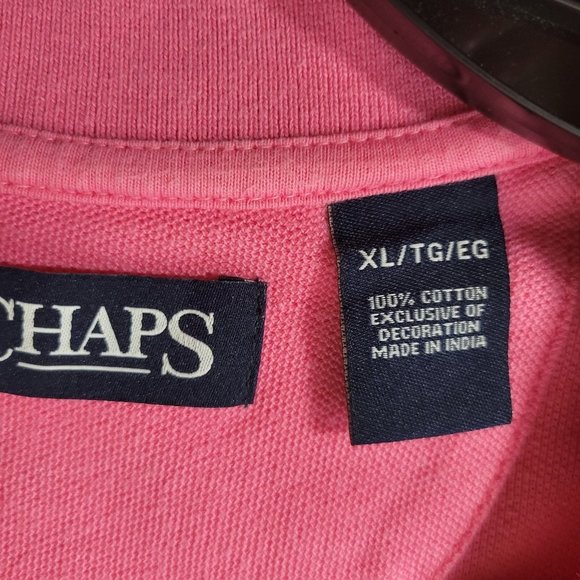 CHAPS
XL/TG/EG
100% COTTON
EXCLUSIVE OF
DECORATION
MADE IN INDIA